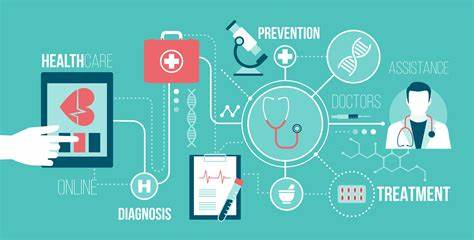 PREVENTION
HEALTHCARE
ASSISTANCE
DOCTORS
ONLINE
H
DIAGNOSIS
TREATMENT